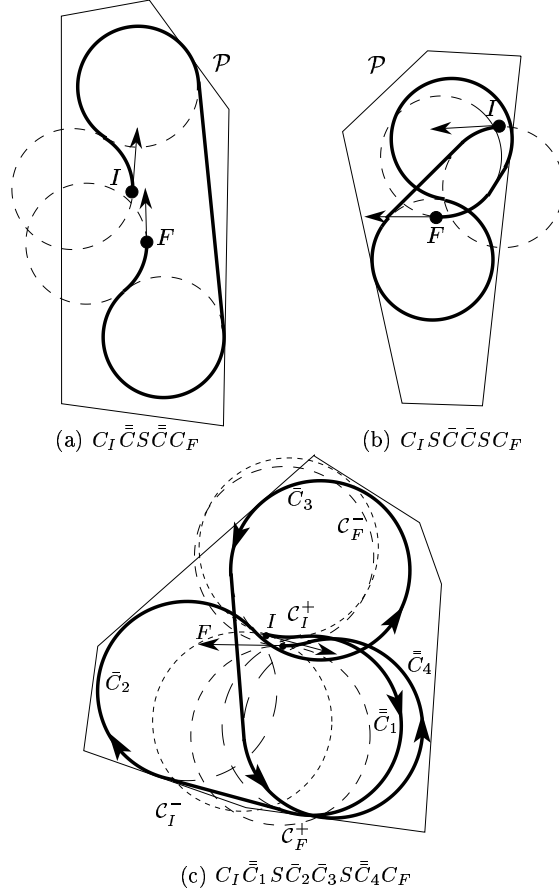 𝒫
I
F
(a) C_I C̿ S C̿ C_F
𝒫
I
F
(b) C_I S C̄ C̄ S C_F
C̄_3
𝒞_F^-
I
𝒞_I^+
F
C̿_4
C̄_2
C̿_1
𝒞_I^-
𝒞_F^+
(c) C_I C̿_1 S C̄_2 C̄_3 S C̿_4 C_F